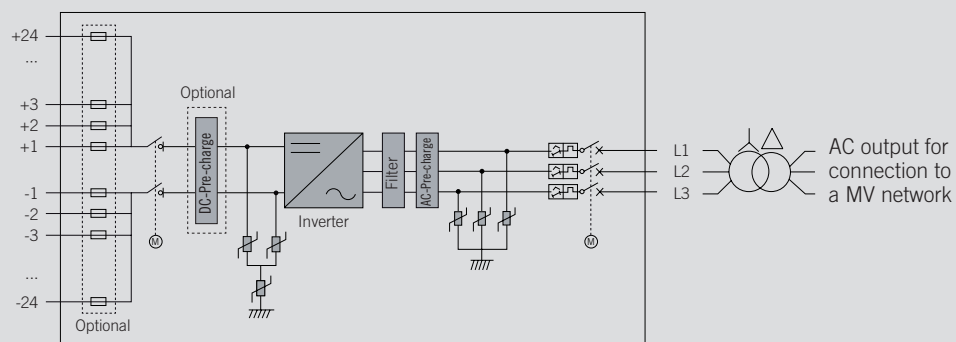 +24
...
+3
+2
+1
-1
-2
-3
...
-24
Optional
Optional
DC-Pre-charge
M
Inverter
Filter
AC-Pre-charge
M
L1
L2
L3
AC output for
connection to
a MV network